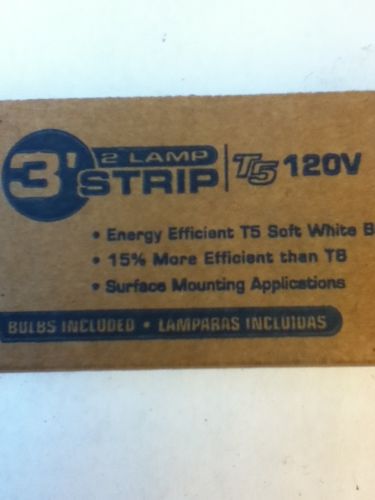 3' 2 LAMP STRIP | T5 120V
• Energy Efficient T5 Soft White B
• 15% More Efficient than T8
• Surface Mounting Applications
BULBS INCLUDED • LAMPARAS INCLUIDAS